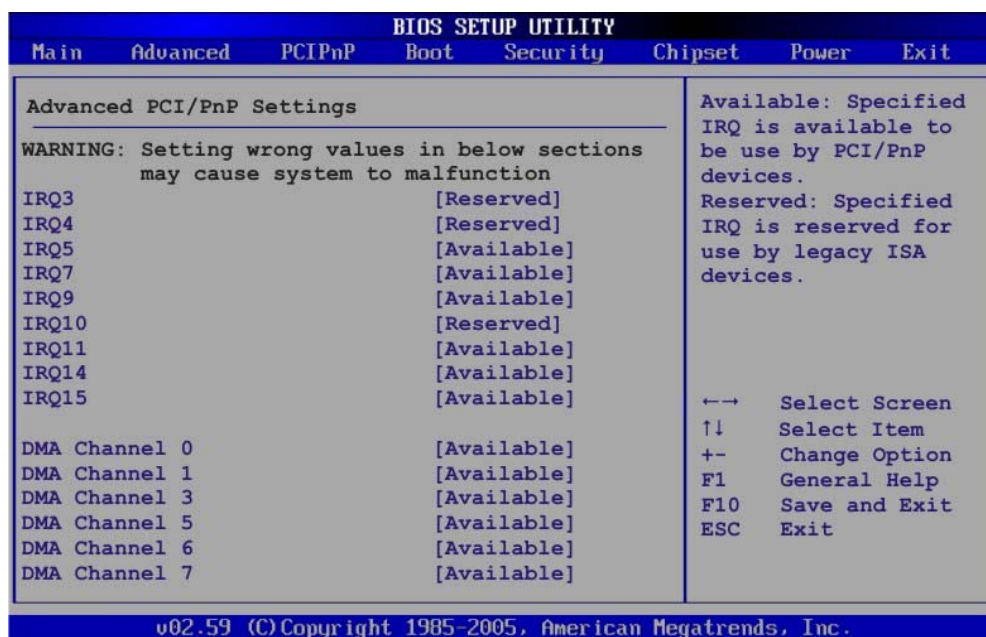 BIOS SETUP UTILITY
Main Advanced PCIPnP Boot Security Chipset Power Exit
Advanced PCI/PnP Settings
WARNING: Setting wrong values in below sections
may cause system to malfunction
IRQ3 [Reserved]
IRQ4 [Reserved]
IRQ5 [Available]
IRQ7 [Available]
IRQ9 [Available]
IRQ10 [Reserved]
IRQ11 [Available]
IRQ14 [Available]
IRQ15 [Available]
DMA Channel 0 [Available]
DMA Channel 1 [Available]
DMA Channel 3 [Available]
DMA Channel 5 [Available]
DMA Channel 6 [Available]
DMA Channel 7 [Available]
Available: Specified
IRQ is available to
be use by PCI/PnP
devices.
Reserved: Specified
IRQ is reserved for
use by legacy ISA
devices.
←→ Select Screen
↑↓ Select Item
+- Change Option
F1 General Help
F10 Save and Exit
ESC Exit
v02.59 (C)Copyright 1985-2005, American Megatrends, Inc.